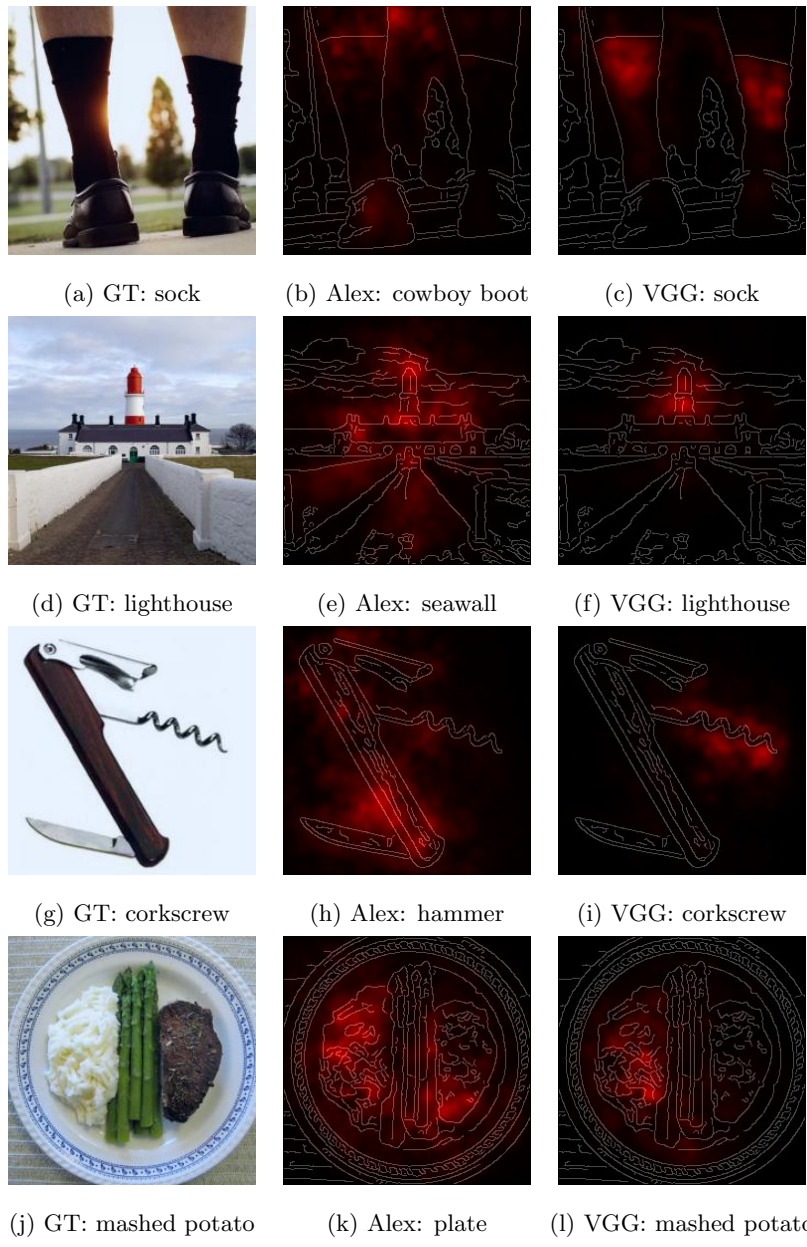 (a) GT: sock
(b) Alex: cowboy boot
(c) VGG: sock
(d) GT: lighthouse
(e) Alex: seawall
(f) VGG: lighthouse
(g) GT: corkscrew
(h) Alex: hammer
(i) VGG: corkscrew
(j) GT: mashed potato
(k) Alex: plate
(l) VGG: mashed potato